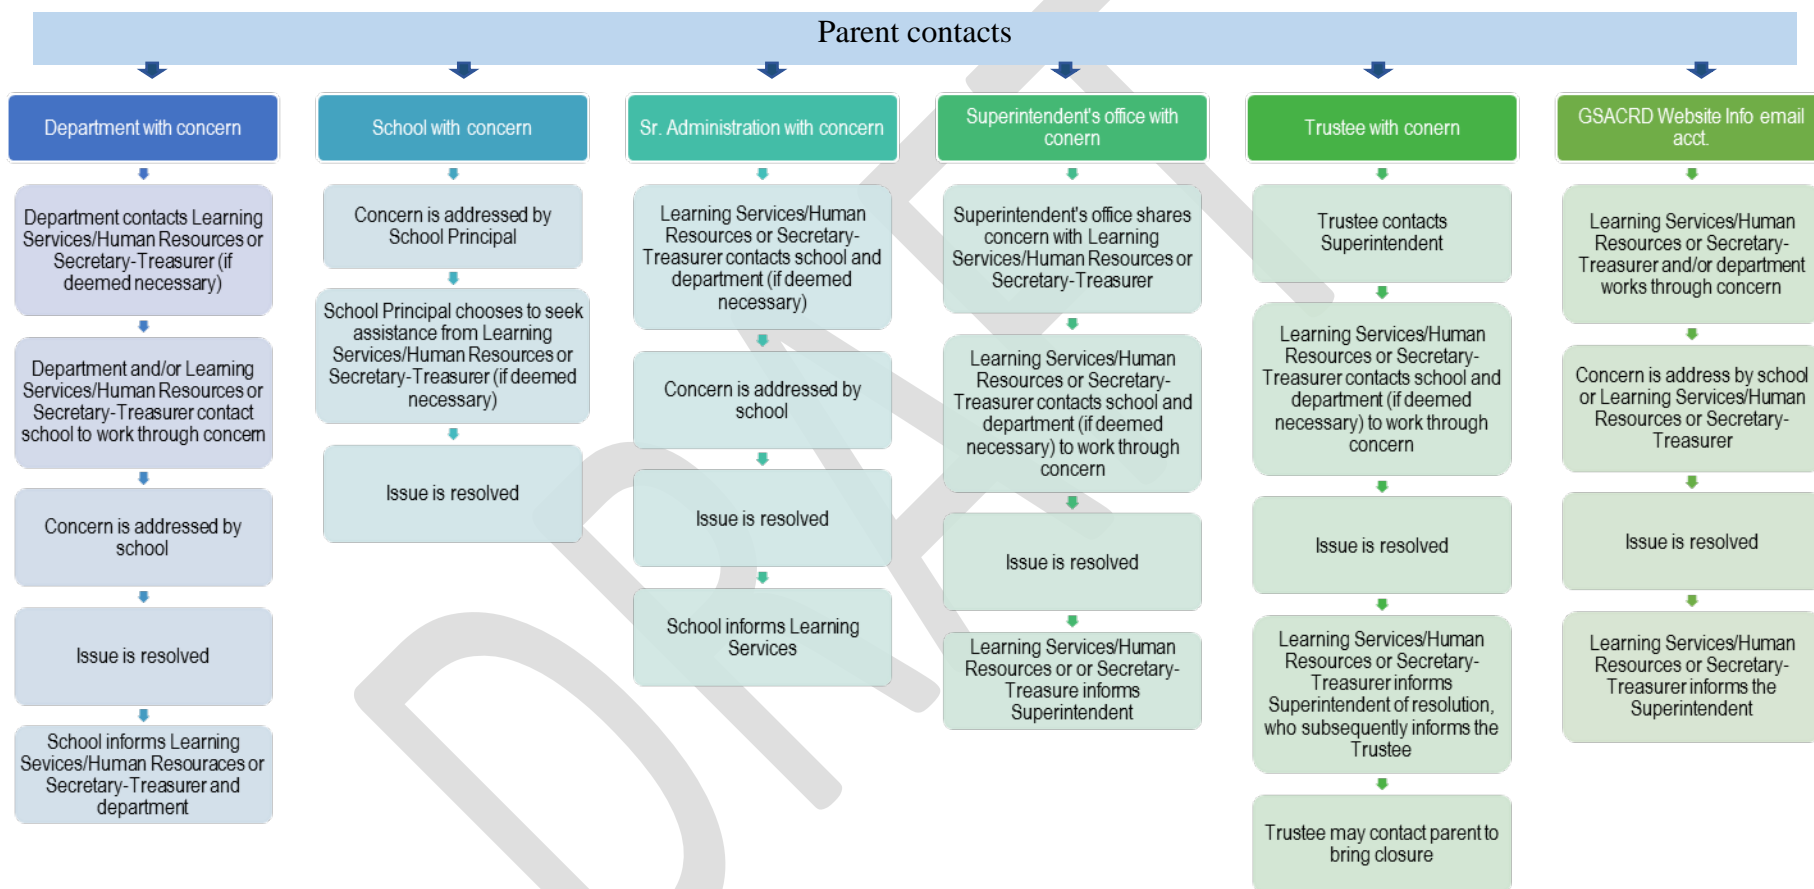 Parent contacts
Department with concern
Department contacts Learning
Services/Human Resources or
Secretary-Treasurer (if
deemed necessary)
Department and/or Learning
Services/Human Resources or
Secretary-Treasurer contact
school to work through concern
Concern is addressed by
school
Issue is resolved
School informs Learning
Sevices/Human Resouraces or
Secretary-Treasurer and
department
School with concern
Concern is addressed by
School Principal
School Principal chooses to seek
assistance from Learning
Services/Human Resources or
Secretary-Treasurer (if deemed
necessary)
Issue is resolved
Sr. Administration with concern
Learning Services/Human
Resources or Secretary-
Treasurer contacts school and
department (if deemed
necessary)
Concern is addressed by
school
Issue is resolved
School informs Learning
Services
Superintendent's office with
conern
Superintendent's office shares
concern with Learning
Services/Human Resources or
Secretary-Treasurer
Learning Services/Human
Resources or Secretary-
Treasurer contacts school and
department (if deemed
necessary) to work through
concern
Issue is resolved
Learning Services/Human
Resources or or Secretary-
Treasure informs
Superintendent
Trustee with conern
Trustee contacts
Superintendent
Learning Services/Human
Resources or Secretary-
Treasurer contacts school and
department (if deemed
necessary) to work through
concern
Issue is resolved
Learning Services/Human
Resources or Secretary-
Treasurer informs
Superintendent of resolution,
who subsequently informs the
Trustee
Trustee may contact parent to
bring closure
GSACRD Website Info email
acct.
Learning Services/Human
Resources or Secretary-
Treasurer and/or department
works through concern
Concern is address by school
or Learning Services/Human
Resources or Secretary-
Treasurer
Issue is resolved
Learning Services/Human
Resources or Secretary-
Treasurer informs the
Superintendent
DRAFT